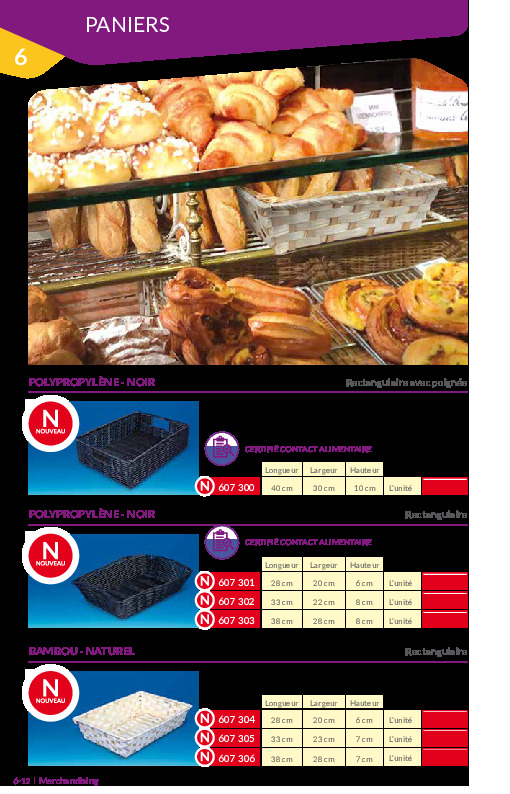 PANIERS
6
POLYPROPYLÈNE - NOIR Rectangulaire avec poignée
N
NOUVEAU
CERTIFIÉ CONTACT ALIMENTAIRE
Longueur Largeur Hauteur
N 607 300 40 cm 30 cm 10 cm L'unité
POLYPROPYLÈNE - NOIR Rectangulaire
N
NOUVEAU
CERTIFIÉ CONTACT ALIMENTAIRE
Longueur Largeur Hauteur
N 607 301 28 cm 20 cm 6 cm L'unité
N 607 302 33 cm 22 cm 8 cm L'unité
N 607 303 38 cm 28 cm 8 cm L'unité
BAMBOU - NATUREL Rectangulaire
N
NOUVEAU
Longueur Largeur Hauteur
N 607 304 28 cm 20 cm 6 cm L'unité
N 607 305 33 cm 23 cm 7 cm L'unité
N 607 306 38 cm 28 cm 7 cm L'unité
6-12 | Merchandising